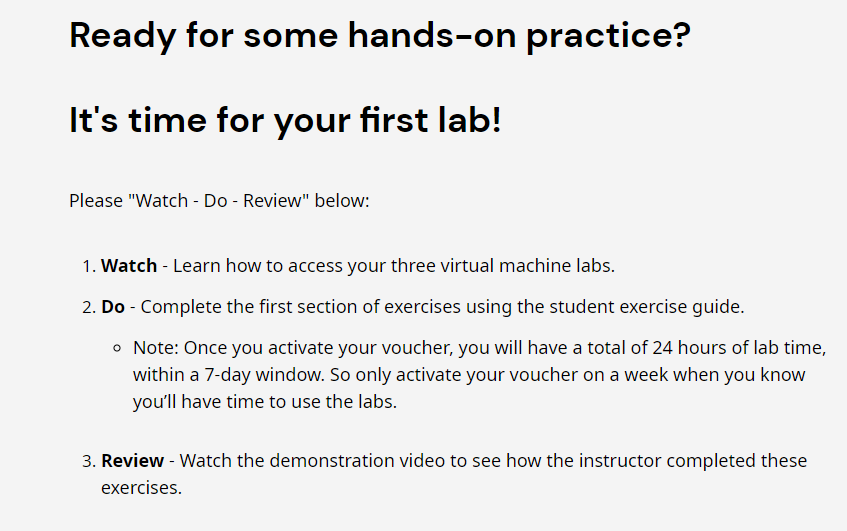 Ready for some hands-on practice?
It's time for your first lab!
Please "Watch - Do - Review" below:
1. Watch - Learn how to access your three virtual machine labs.
2. Do - Complete the first section of exercises using the student exercise guide.
Note: Once you activate your voucher, you will have a total of 24 hours of lab time,
within a 7-day window. So only activate your voucher on a week when you know
you’ll have time to use the labs.
3. Review - Watch the demonstration video to see how the instructor completed these
exercises.